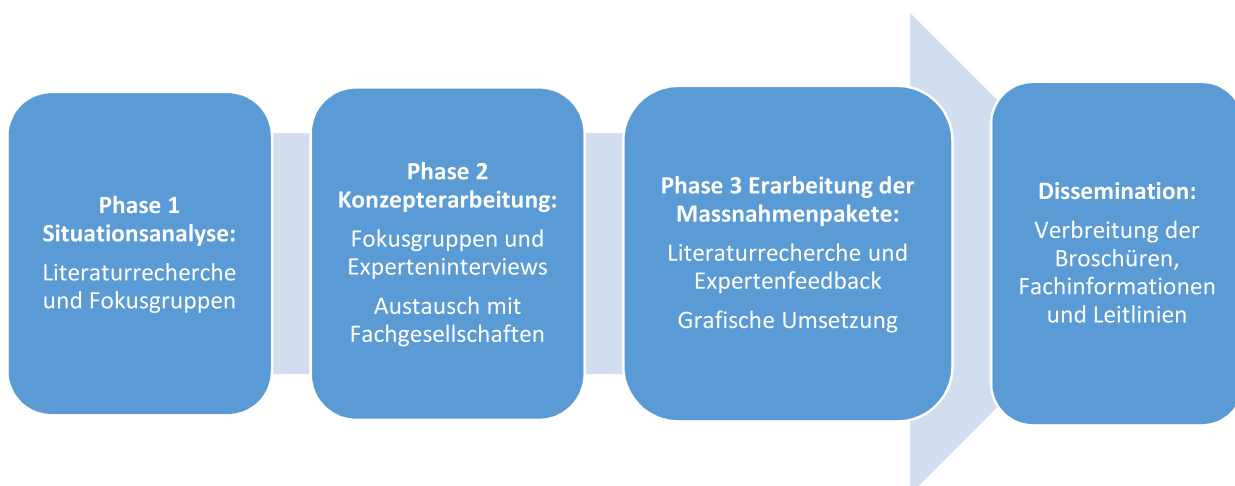 Phase 1
Situationsanalyse:
Literaturrecherche
und Fokusgruppen
Phase 2
Konzepterarbeitung:
Fokusgruppen und
Experteninterviews
Austausch mit
Fachgesellschaften
Phase 3 Erarbeitung der
Massnahmenpakete:
Literaturrecherche und
Expertenfeedback
Grafische Umsetzung
Dissemination:
Verbreitung der
Broschüren,
Fachinformationen
und Leitlinien